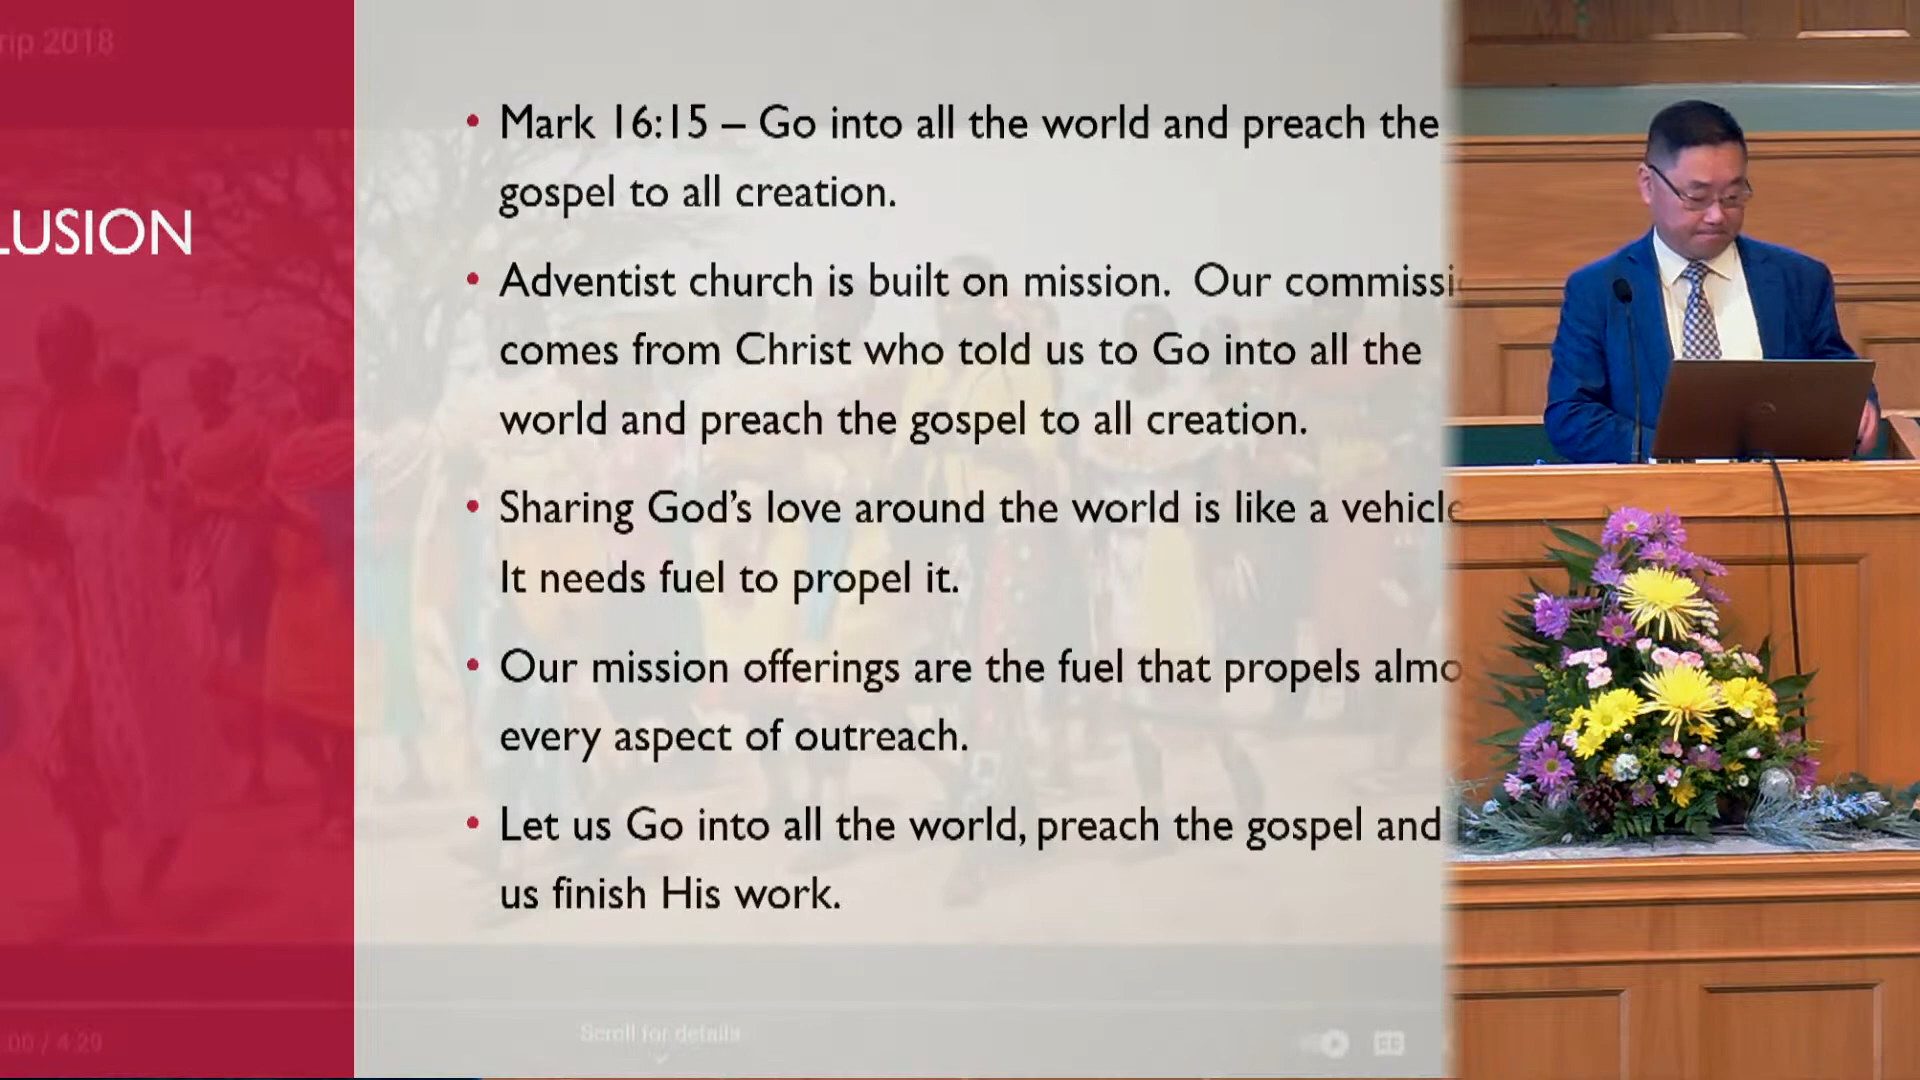 rip 2018
LUSION
• Mark 16:15 – Go into all the world and preach the
gospel to all creation.
• Adventist church is built on mission. Our commissi
comes from Christ who told us to Go into all the
world and preach the gospel to all creation.
• Sharing God's love around the world is like a vehicle
It needs fuel to propel it.
• Our mission offerings are the fuel that propels almo
every aspect of outreach.
• Let us Go into all the world, preach the gospel and
us finish His work.
:00 / 4:29
Scroll for details
CC